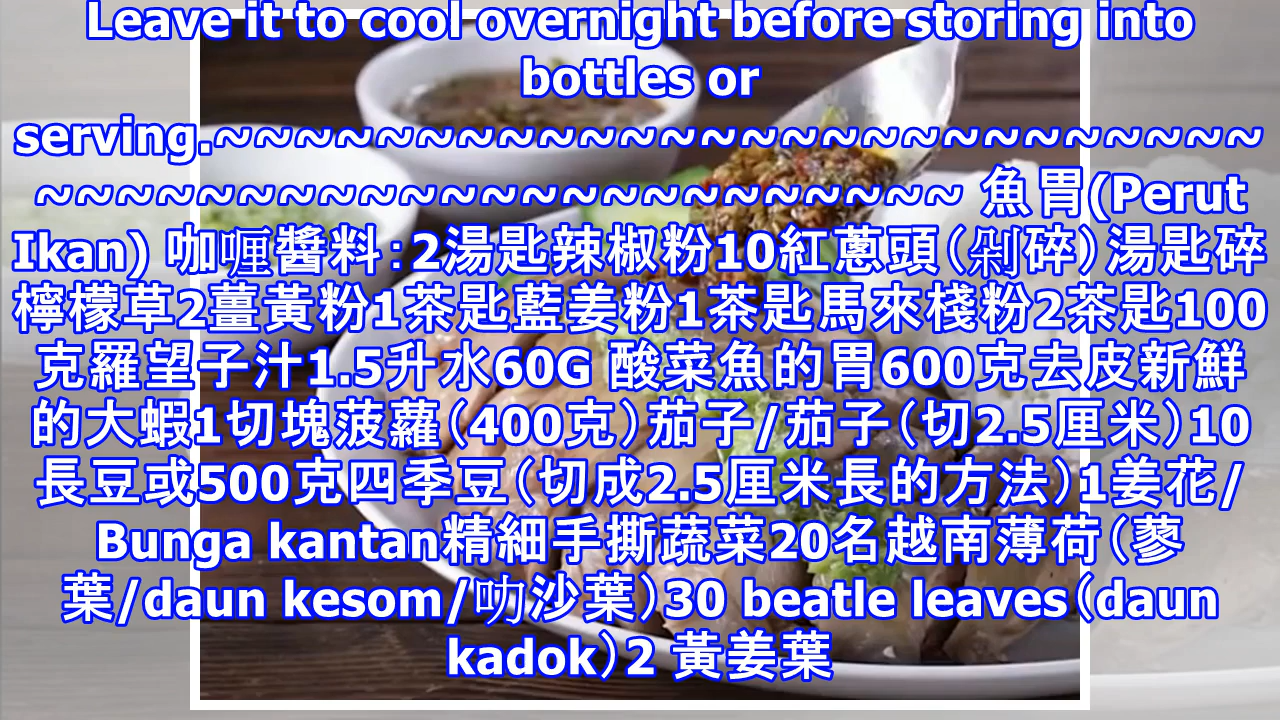 Leave it to cool overnight before storing into
bottles or
serving.~~~~~~~~~~~~~~~~~~~~~~~~~~
~~~~~~~~~~~~~~~~~~~~~~~ 魚胃(Perut
Ikan) 咖喱醬料：2湯匙辣椒粉10紅蔥頭（剁碎）湯匙碎
檸檬草2薑黃粉1茶匙藍姜粉1茶匙馬來棧粉2茶匙100
克羅望子汁1.5升水60G 酸菜魚的胃600克去皮新鮮
的大蝦1切塊菠蘿（400克）茄子/茄子（切2.5厘米）10
長豆或500克四季豆（切成2.5厘米長的方法）1姜花/
Bunga kantan精細手撕蔬菜20名越南薄荷（蓼
葉/daun kesom/叻沙葉）30 beatle leaves（daun
kadok）2 黃姜葉